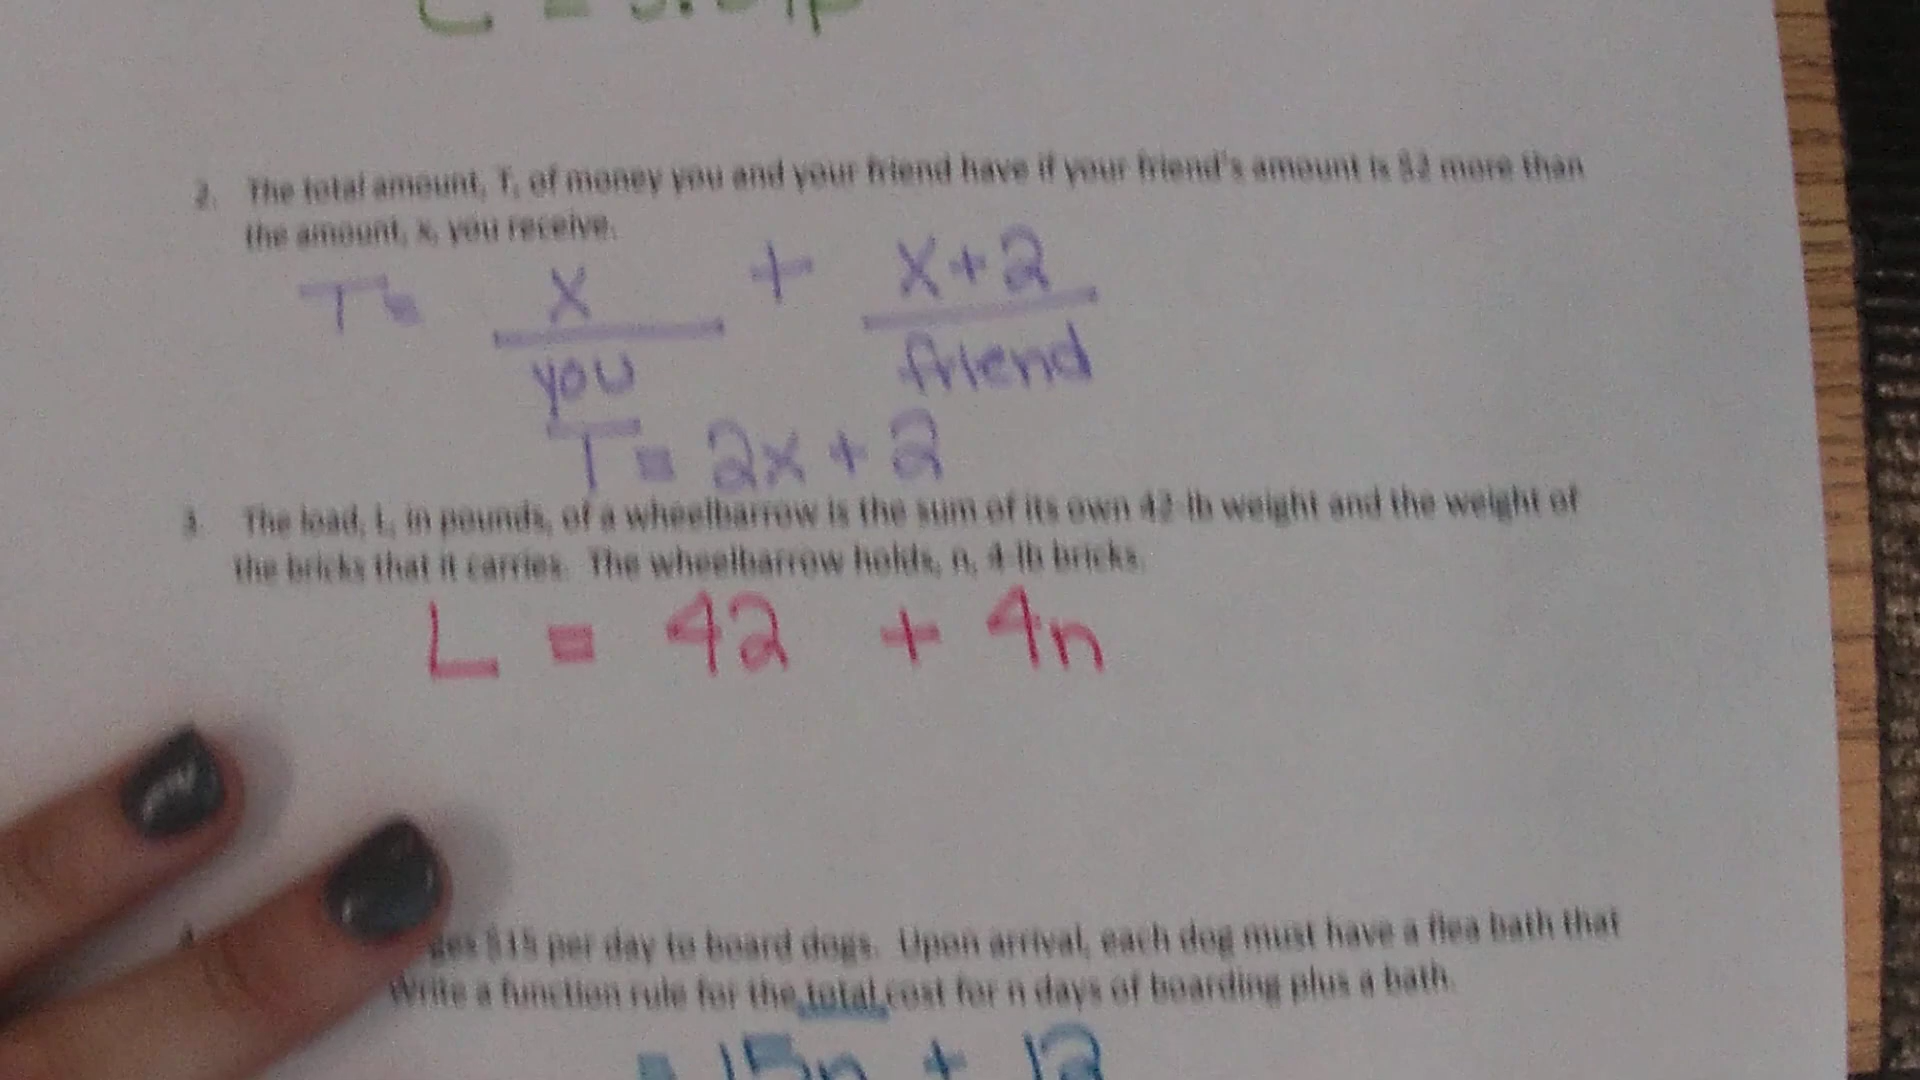 2. The total amount, T, of money you and your friend have if your friend's amount is $2 more than
the amount, x, you receive.
T = x + x+2
you friend
T = 2x + 2
3. The load, L, in pounds, of a wheelbarrow is the sum of its own 42-lb weight and the weight of
the bricks that it carries. The wheelbarrow holds, n, 4-lb bricks.
L = 42 + 4n
4. $15 per day to board dogs. Upon arrival, each dog must have a flea bath that
Write a function rule for the total cost for n days of boarding plus a bath.
= 15n + 12